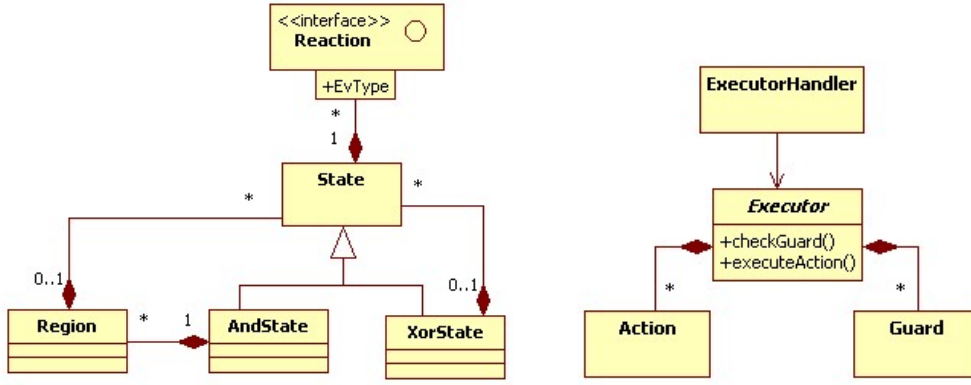 <<interface>>
Reaction
+EvType
*
1
State
*
*
0..1
0..1
Region
*
1
AndState
XorState
ExecutorHandler
Executor
+checkGuard()
+executeAction()
*
*
Action
Guard